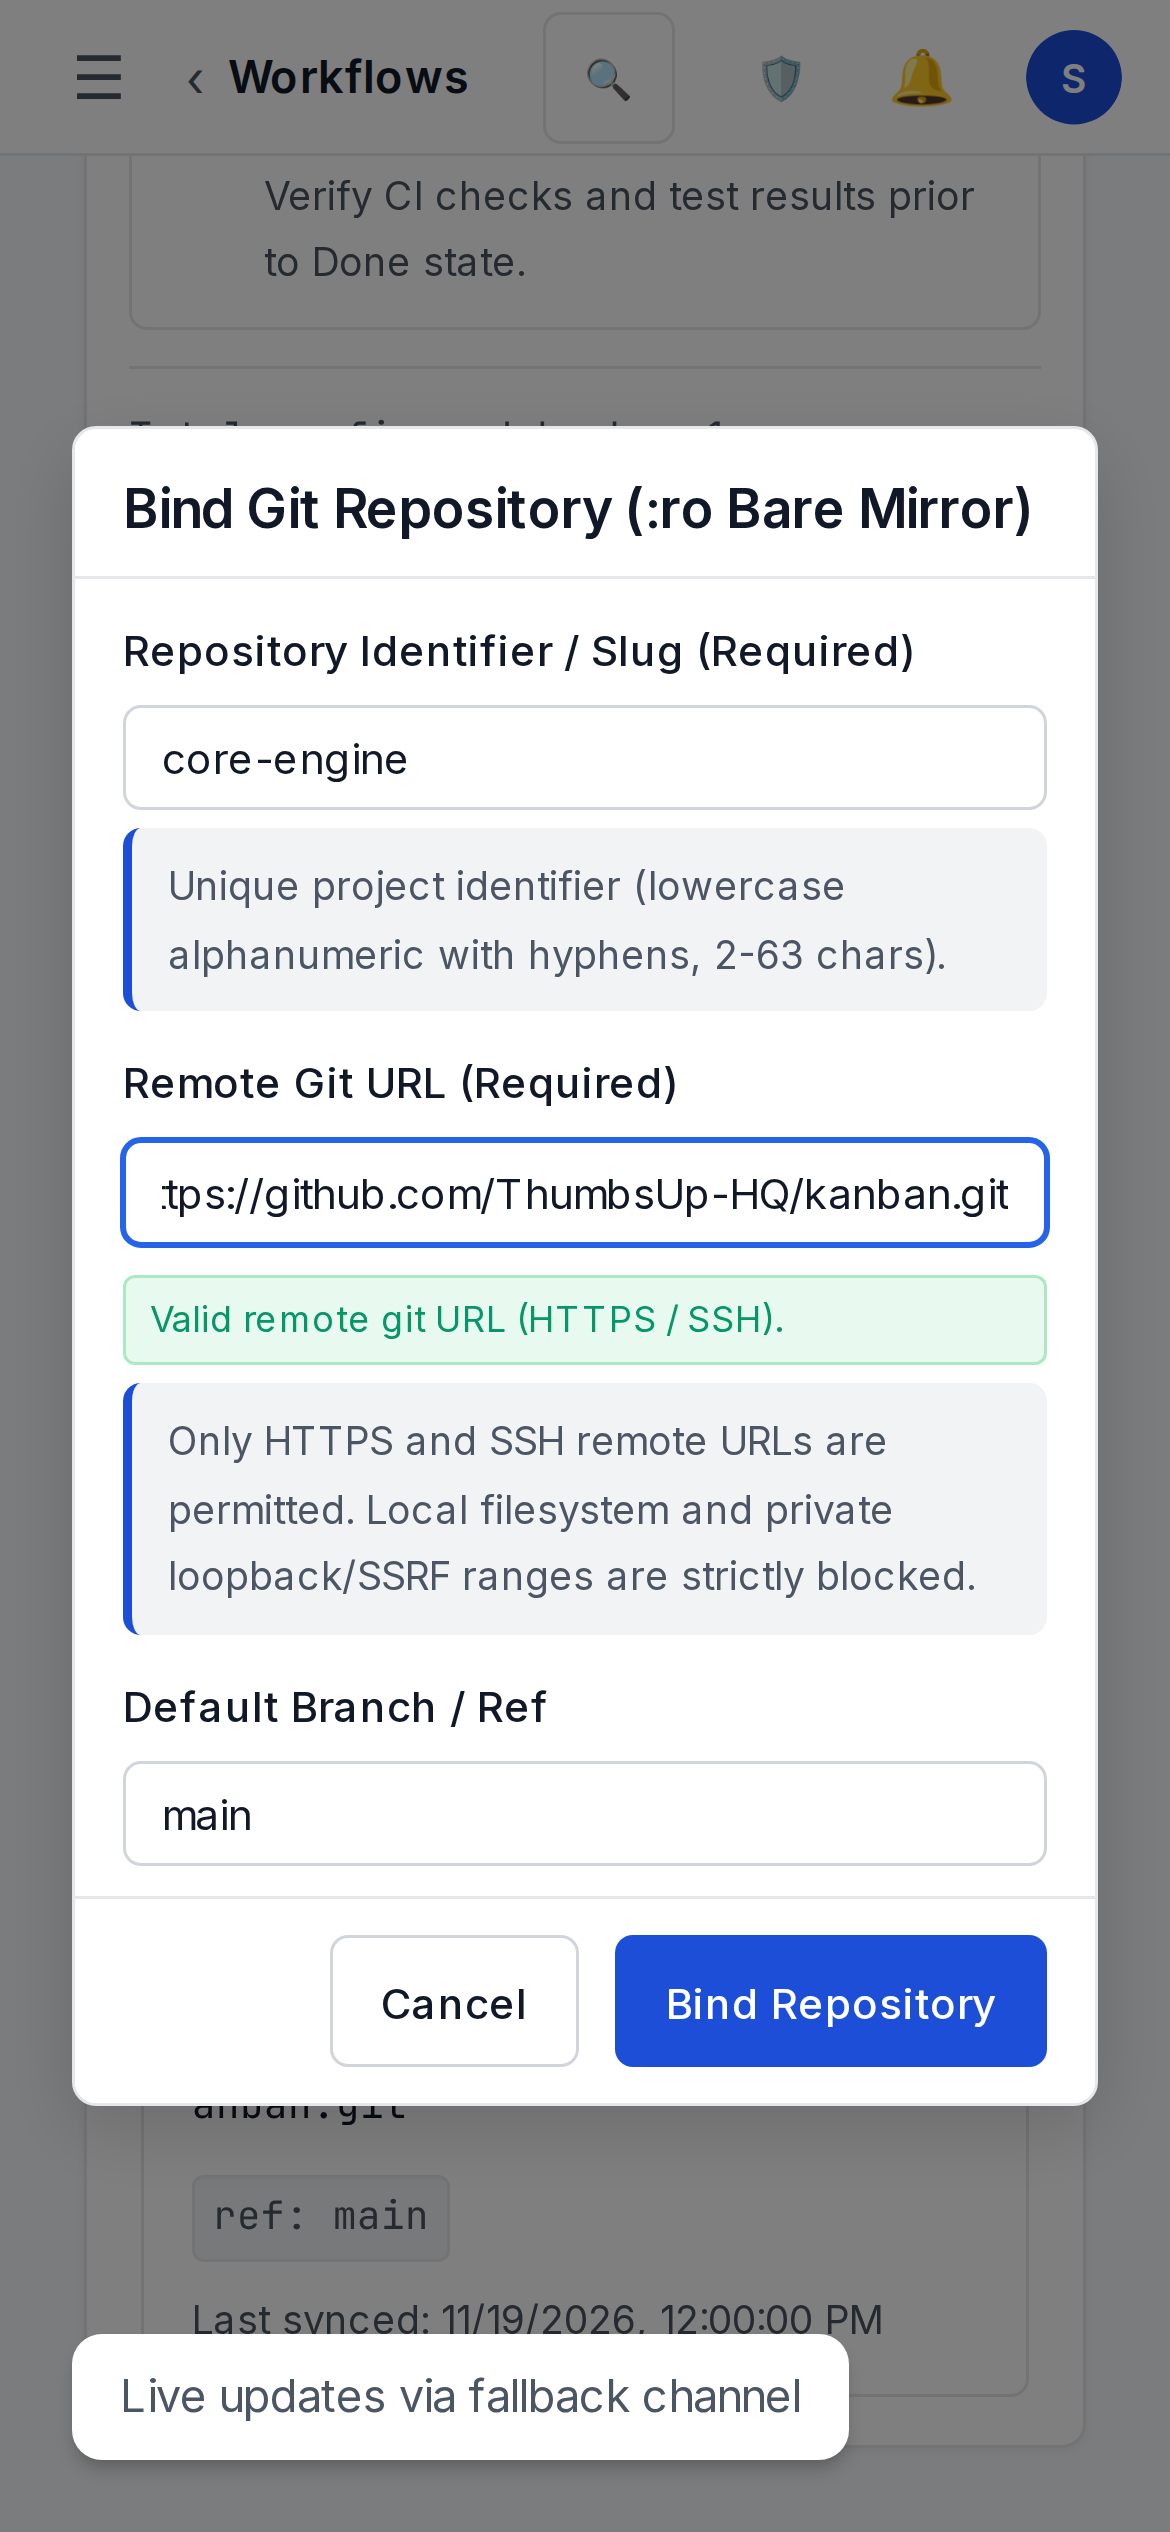 ‹ Workflows
S
Verify CI checks and test results prior
to Done state.
Bind Git Repository (:ro Bare Mirror)
Repository Identifier / Slug (Required)
core-engine
Unique project identifier (lowercase
alphanumeric with hyphens, 2-63 chars).
Remote Git URL (Required)
tps://github.com/ThumbsUp-HQ/kanban.git
Valid remote git URL (HTTPS / SSH).
Only HTTPS and SSH remote URLs are
permitted. Local filesystem and private
loopback/SSRF ranges are strictly blocked.
Default Branch / Ref
main
Cancel
Bind Repository
anban.git
ref: main
Last synced: 11/19/2026, 12:00:00 PM
Live updates via fallback channel